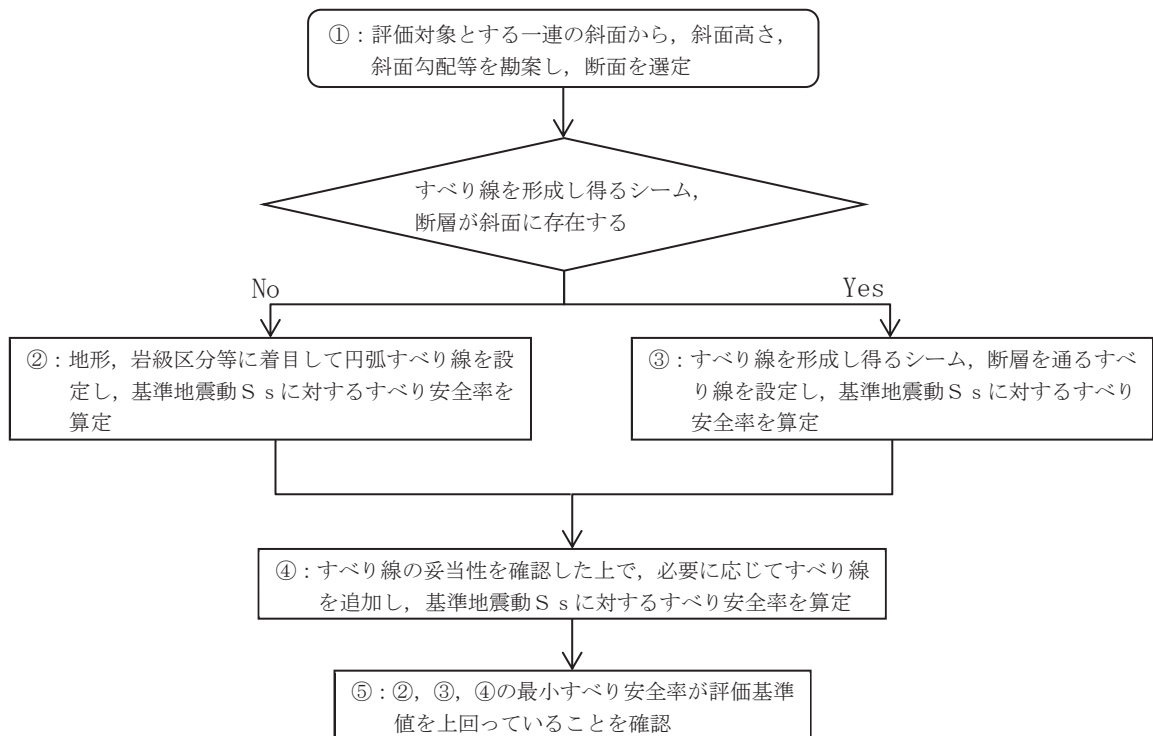 ①：評価対象とする一連の斜面から，斜面高さ，
斜面勾配等を勘案し，断面を選定
すべり線を形成し得るシーム，
断層が斜面に存在する
No
Yes
②：地形，岩級区分等に着目して円弧すべり線を設
定し，基準地震動Ｓｓに対するすべり安全率を
算定
③：すべり線を形成し得るシーム，断層を通るすべ
り線を設定し，基準地震動Ｓｓに対するすべり
安全率を算定
④：すべり線の妥当性を確認した上で，必要に応じてすべり線
を追加し，基準地震動Ｓｓに対するすべり安全率を算定
⑤：②，③，④の最小すべり安全率が評価基準
値を上回っていることを確認